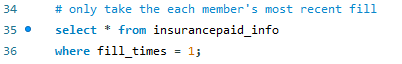 34 # only take the each member's most recent fill
35 select * from insurancepaid_info
36 where fill_times = 1;